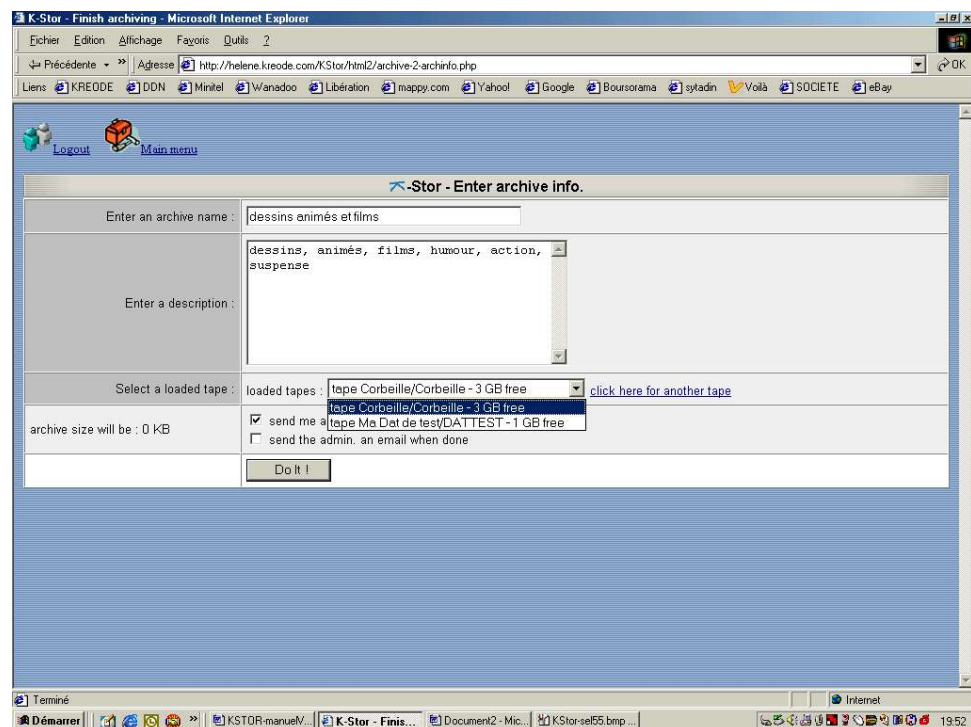 K-Stor - Finish archiving - Microsoft Internet Explorer
Fichier Edition Affichage Favoris Outils ?
Précédente » Adresse http://helene.kreode.com/KStor/html2/archive-2-archinfo.php OK
Liens KREODE DDN Minitel Wanadoo Libération mappy.com Yahoo! Google Boursorama sytadin Voilà SOCIETE eBay
Logout Main menu
K-Stor - Enter archive info.
Enter an archive name : dessins animés et films
Enter a description : dessins, animés, films, humour, action,
suspense
Select a loaded tape : loaded tapes : tape Corbeille/Corbeille - 3 GB free click here for another tape
tape Corbeille/Corbeille - 3 GB free
archive size will be : 0 KB
send me a tape Ma Dat de test/DATTEST - 1 GB free
send the admin. an email when done
Do It !
Terminé Internet
Démarrer » KSTOR-manuelV... K-Stor - Finis... Document2 - Mic... KStor-sel55.bmp ... 19:57